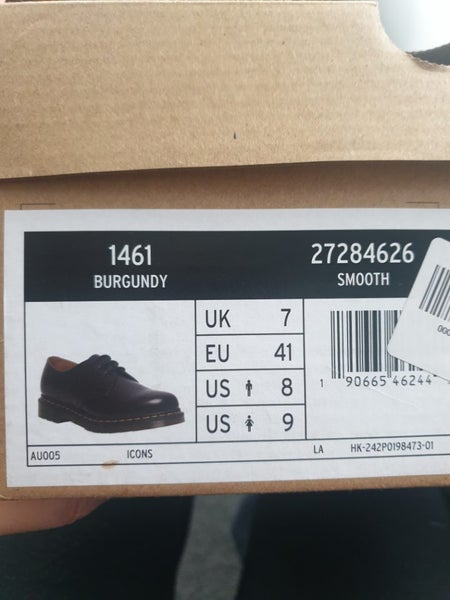 1461
BURGUNDY
27284626
SMOOTH
UK 7
EU 41
US 8
US 9
1 90665 46244
AU005 ICONS
LA HK-242P0198473-01